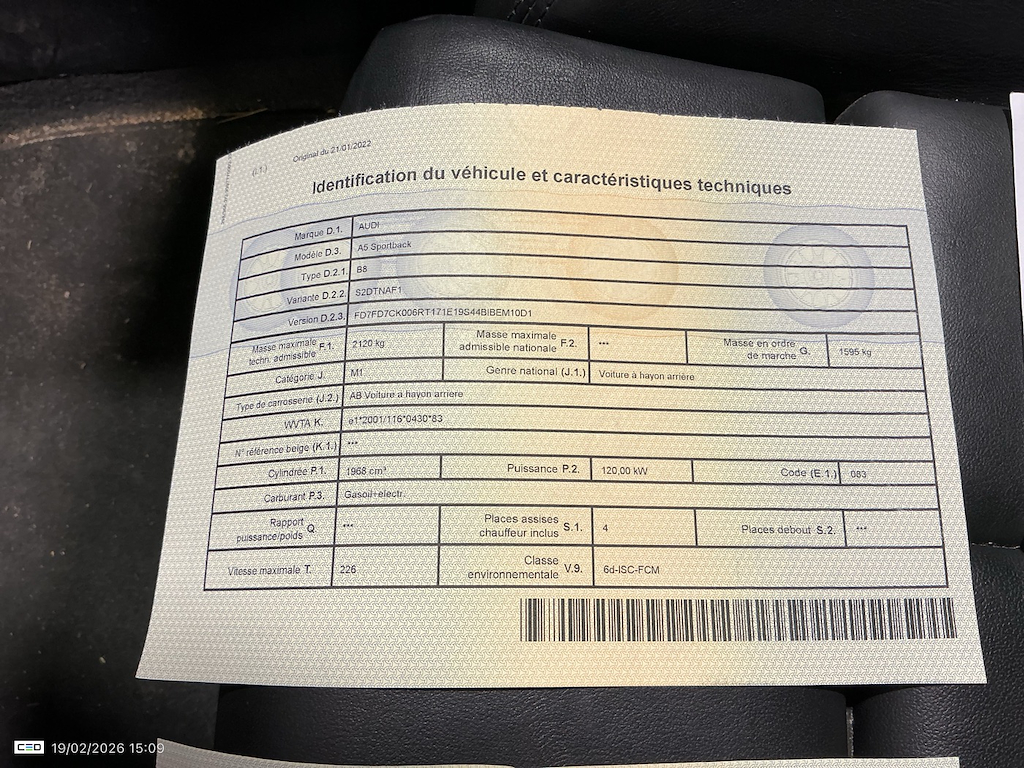 (I.1.)
Original du 21/01/2022
Identification du véhicule et caractéristiques techniques
Marque D.1. AUDI
Modèle D.3. A5 Sportback
Type D.2.1. B8
Variante D.2.2. S2DTNAF1
Version D.2.3. FD7FD7CK006RT171E19S44BIBEM10D1
Masse maximale techn. admissible F.1. 2120 kg Masse maximale admissible nationale F.2. *** Masse en ordre de marche G. 1595 kg
Catégorie J. M1 Genre national (J.1.) Voiture à hayon arrière
Type de carrosserie (J.2.) AB Voiture à hayon arrière
WVTA K. e1*2001/116*0430*83
N° référence belge (K.1.) ***
Cylindrée P.1. 1968 cm³ Puissance P.2. 120,00 kW Code (E.1.) 083
Carburant P.3. Gasoil+electr.
Rapport puissance/poids Q. *** Places assises chauffeur inclus S.1. 4 Places debout S.2. ***
Vitesse maximale T. 226 Classe environnementale V.9. 6d-ISC-FCM
CEO 19/02/2026 15:09